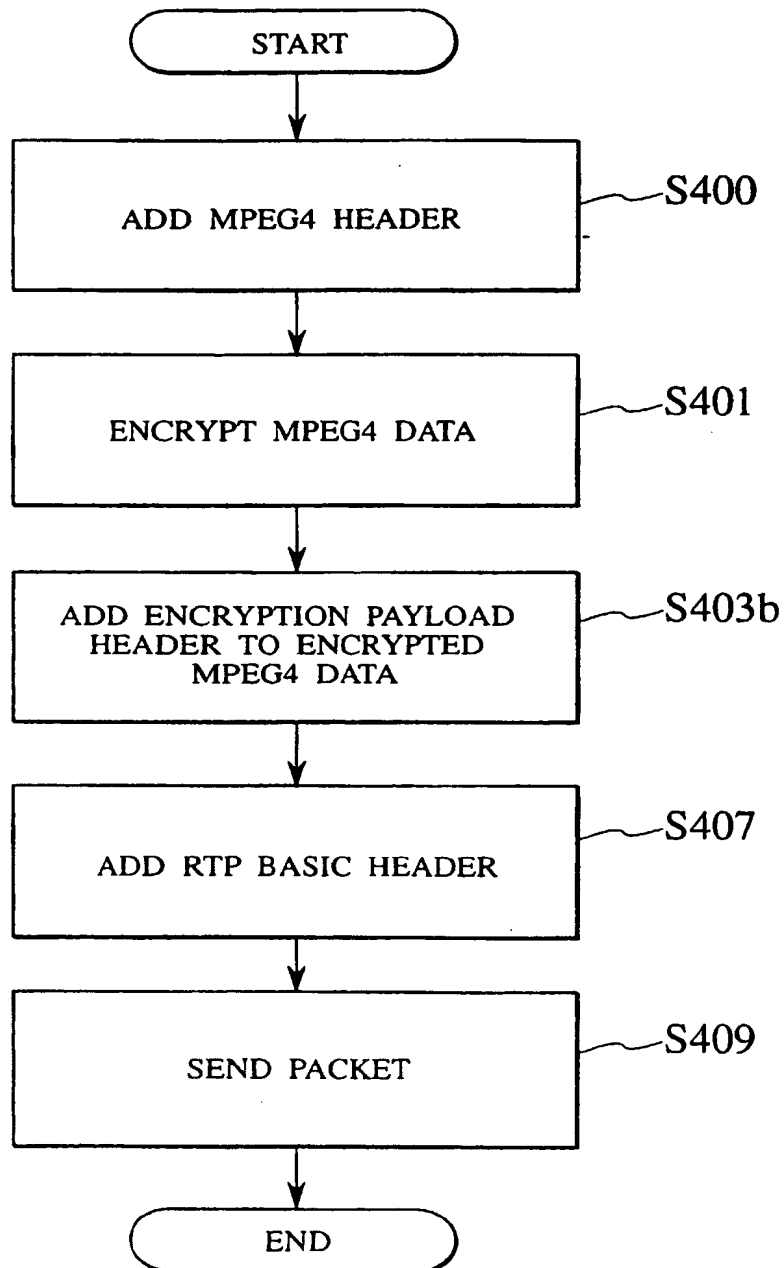 START
ADD MPEG4 HEADER
S400
ENCRYPT MPEG4 DATA
S401
ADD ENCRYPTION PAYLOAD
HEADER TO ENCRYPTED
MPEG4 DATA
S403b
ADD RTP BASIC HEADER
S407
SEND PACKET
S409
END